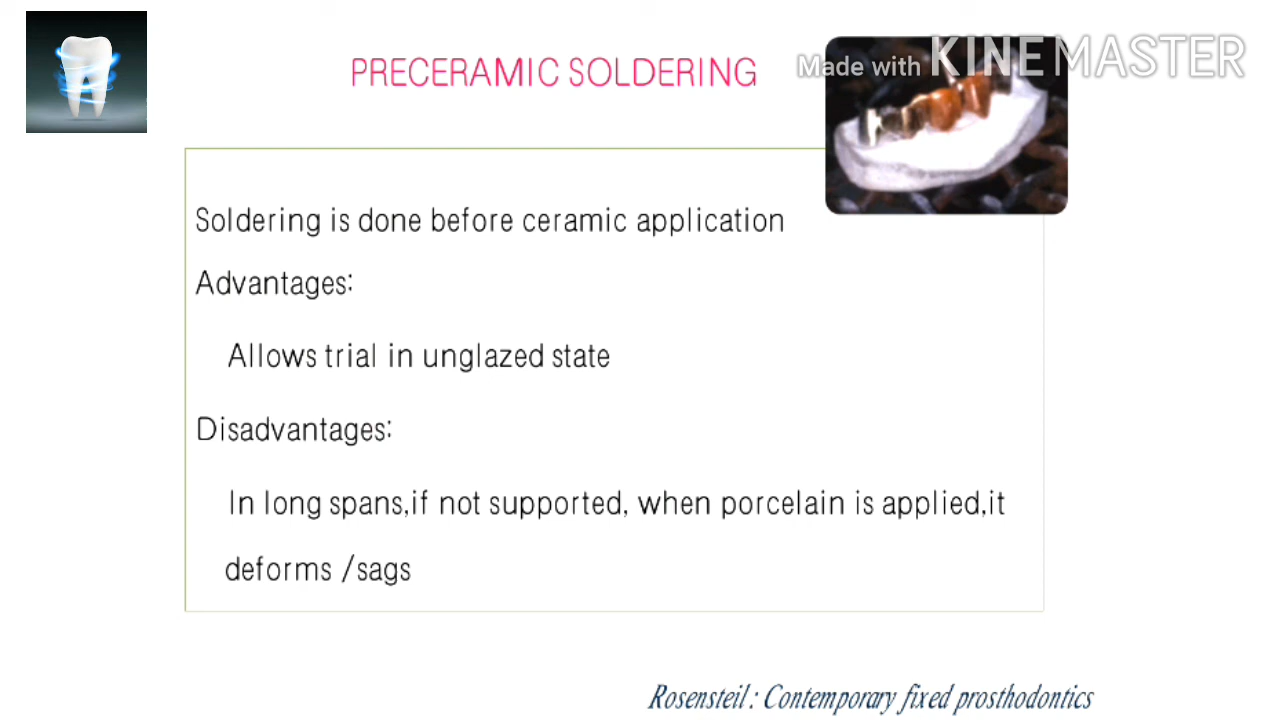 Made with KINEMASTER
PRECERAMIC SOLDERING
Soldering is done before ceramic application
Advantages:
Allows trial in unglazed state
Disadvantages:
In long spans,if not supported, when porcelain is applied,it
deforms /sags
Rosensteil : Contemporary fixed prosthodontics